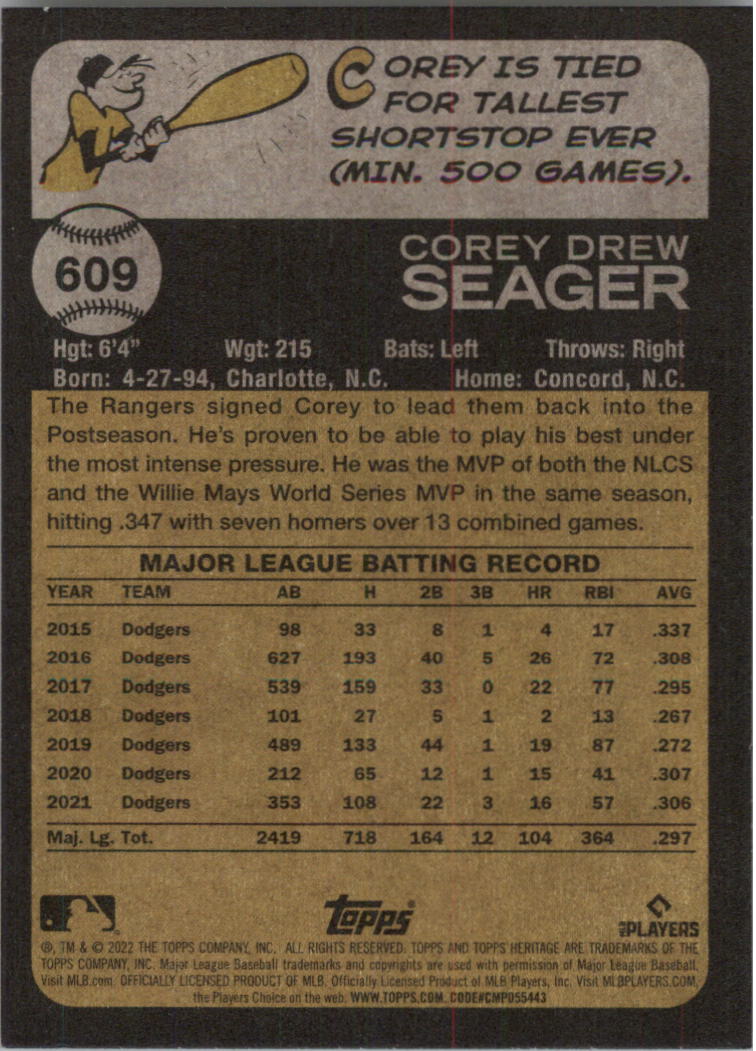 COREY IS TIED
FOR TALLEST
SHORTSTOP EVER
(MIN. 500 GAMES).
609
COREY DREW
SEAGER
Hgt: 6'4" Wgt: 215 Bats: Left Throws: Right
Born: 4-27-94, Charlotte, N.C. Home: Concord, N.C.
The Rangers signed Corey to lead them back into the
Postseason. He's proven to be able to play his best under
the most intense pressure. He was the MVP of both the NLCS
and the Willie Mays World Series MVP in the same season,
hitting .347 with seven homers over 13 combined games.
MAJOR LEAGUE BATTING RECORD
YEAR TEAM AB H 2B 3B HR RBI AVG
2015 Dodgers 98 33 8 1 4 17 .337
2016 Dodgers 627 193 40 5 26 72 .308
2017 Dodgers 539 159 33 0 22 77 .295
2018 Dodgers 101 27 5 1 2 13 .267
2019 Dodgers 489 133 44 1 19 87 .272
2020 Dodgers 212 65 12 1 15 41 .307
2021 Dodgers 353 108 22 3 16 57 .306
Maj. Lg. Tot. 2419 718 164 12 104 364 .297
Topps®
MLB PLAYERS
®, TM & © 2022 THE TOPPS COMPANY, INC. ALL RIGHTS RESERVED. TOPPS AND TOPPS HERITAGE ARE TRADEMARKS OF THE
TOPPS COMPANY, INC. Major League Baseball trademarks and copyrights are used with permission of Major League Baseball.
Visit MLB.com. OFFICIALLY LICENSED PRODUCT OF MLB. Officially Licensed Product of MLB Players, Inc. Visit MLBPLAYERS.COM,
the Players Choice on the web. WWW.TOPPS.COM. CODE#CMP055443